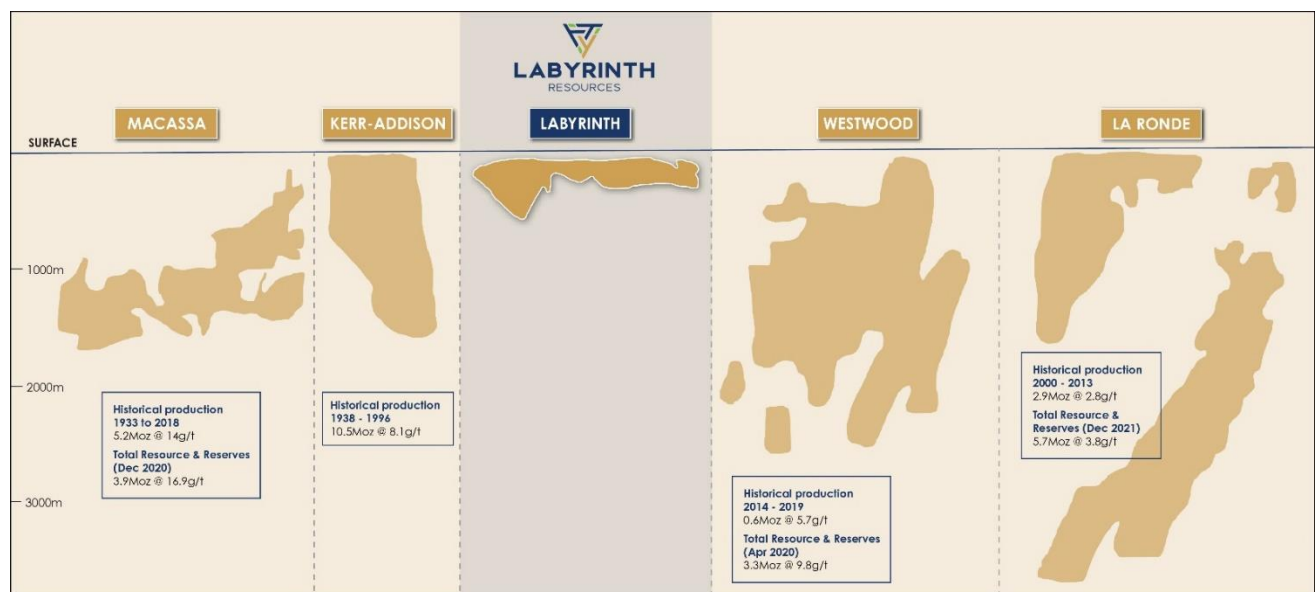 LABYRINTH
RESOURCES
MACASSA
KERR-ADDISON
LABYRINTH
WESTWOOD
LA RONDE
SURFACE
1000m
2000m
3000m
Historical production
1933 to 2018
5.2Moz @ 14g/t
Total Resource & Reserves
(Dec 2020)
3.9Moz @ 16.9g/t
Historical production
1938 - 1996
10.5Moz @ 8.1g/t
Historical production
2014 - 2019
0.6Moz @ 5.7g/t
Total Resource & Reserves
(Apr 2020)
3.3Moz @ 9.8g/t
Historical production
2000 - 2013
2.9Moz @ 2.8g/t
Total Resource &
Reserves (Dec 2021)
5.7Moz @ 3.8g/t